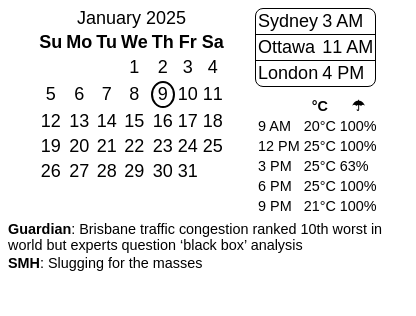 January 2025
Su Mo Tu We Th Fr Sa
1 2 3 4
5 6 7 8 9 10 11
12 13 14 15 16 17 18
19 20 21 22 23 24 25
26 27 28 29 30 31
Sydney 3 AM
Ottawa 11 AM
London 4 PM
°C ☂
9 AM 20°C 100%
12 PM 25°C 100%
3 PM 25°C 63%
6 PM 25°C 100%
9 PM 21°C 100%
Guardian: Brisbane traffic congestion ranked 10th worst in
world but experts question ‘black box’ analysis
SMH: Slugging for the masses